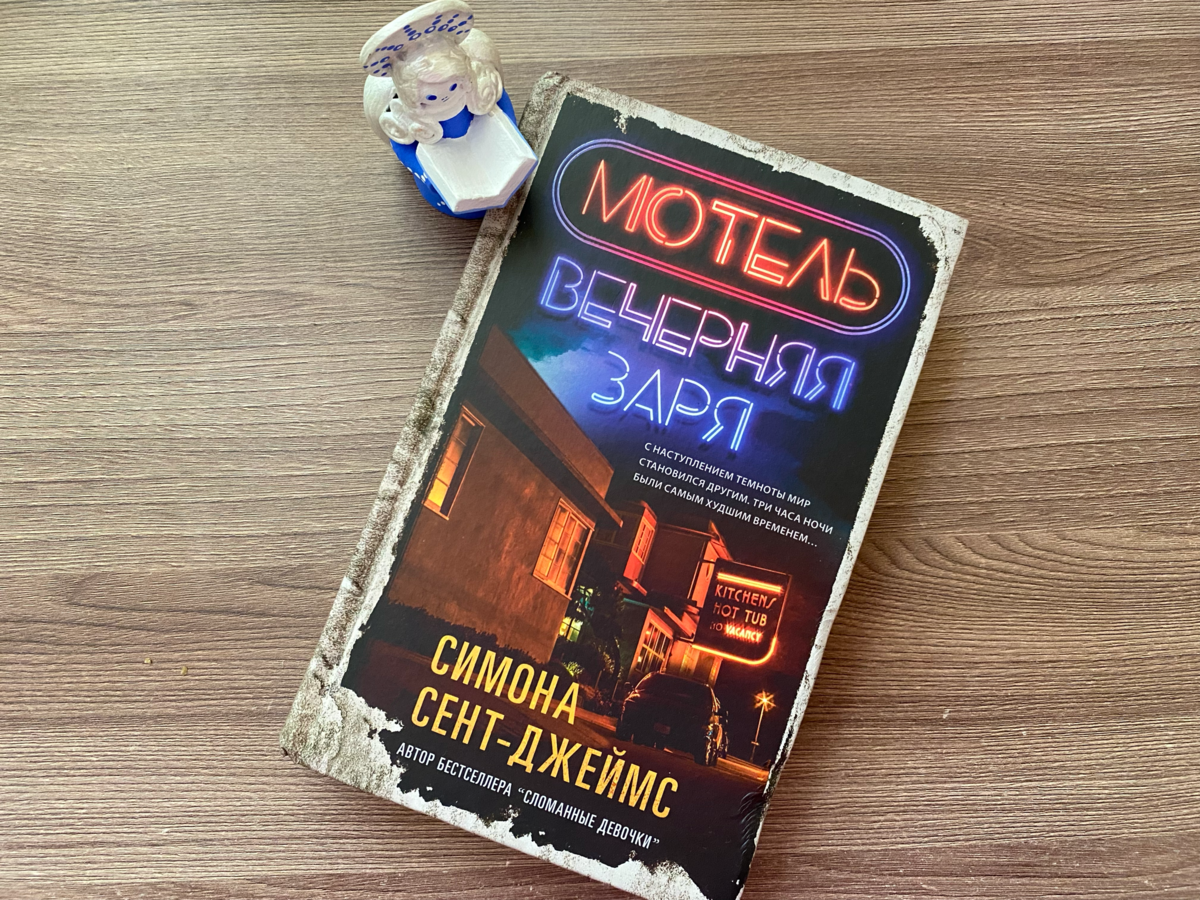 МОТЕЛЬ
ВЕЧЕРНЯЯ
ЗАРЯ
С НАСТУПЛЕНИЕМ ТЕМНОТЫ МИР
СТАНОВИЛСЯ ДРУГИМ. ТРИ ЧАСА НОЧИ
БЫЛИ САМЫМ ХУДШИМ ВРЕМЕНЕМ...
KITCHENS
HOT TUB
NO VACANCY
СИМОНА
СЕНТ-ДЖЕЙМС
АВТОР БЕСТСЕЛЛЕРА "СЛОМАННЫЕ ДЕВОЧКИ"